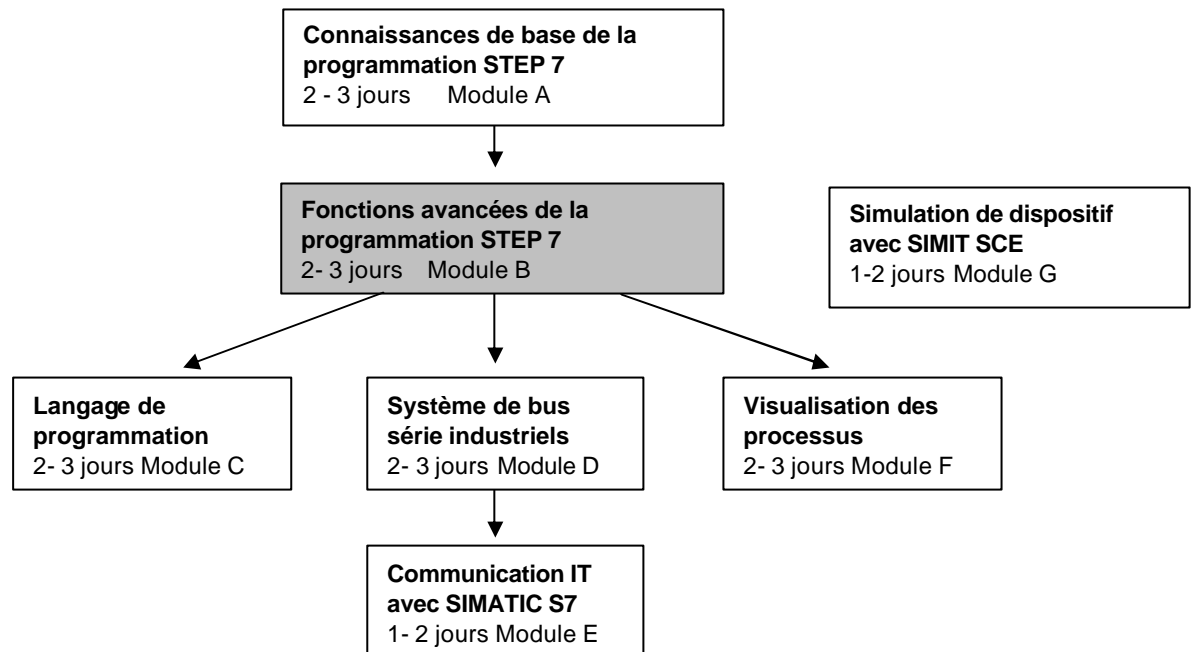 Connaissances de base de la
programmation STEP 7
2 - 3 jours Module A
Fonctions avancées de la
programmation STEP 7
2- 3 jours Module B
Simulation de dispositif
avec SIMIT SCE
1-2 jours Module G
Langage de
programmation
2- 3 jours Module C
Système de bus
série industriels
2- 3 jours Module D
Visualisation des
processus
2- 3 jours Module F
Communication IT
avec SIMATIC S7
1- 2 jours Module E